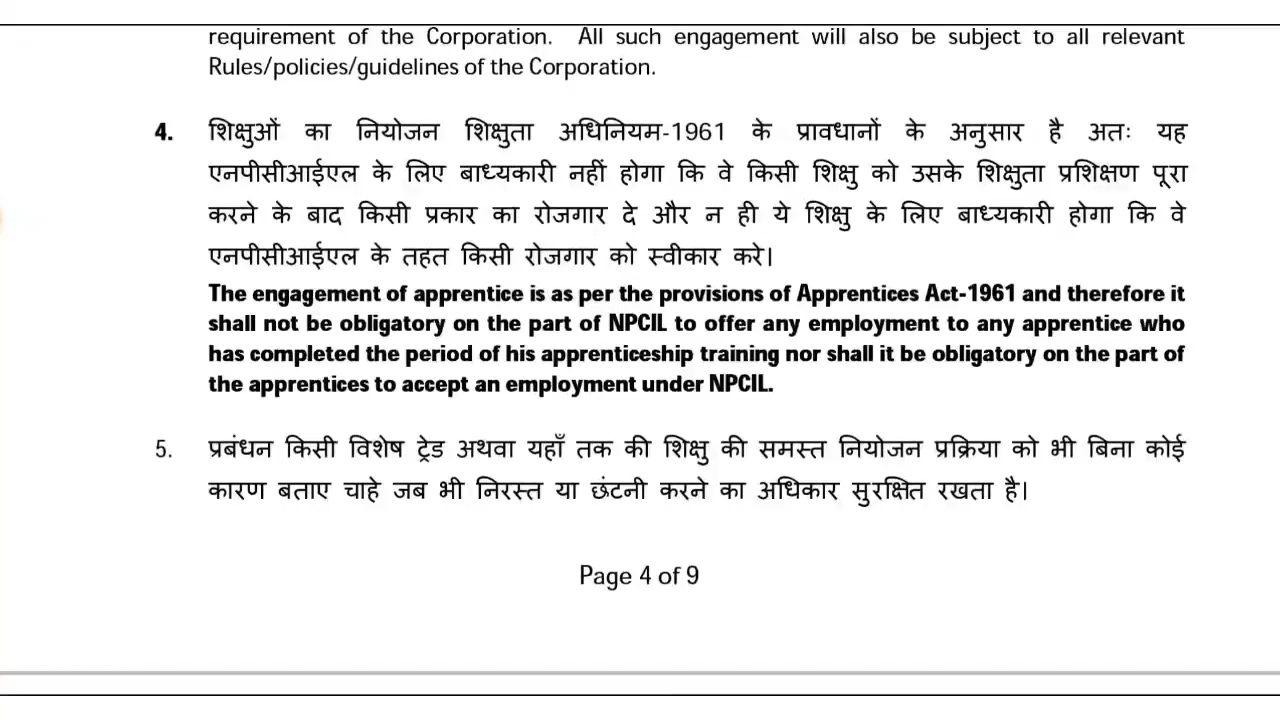 requirement of the Corporation. All such engagement will also be subject to all relevant
Rules/policies/guidelines of the Corporation.
4. शिक्षुओं का नियोजन शिक्षुता अधिनियम-1961 के प्रावधानों के अनुसार है अतः यह
एनपीसीआईएल के लिए बाध्यकारी नहीं होगा कि वे किसी शिक्षु को उसके शिक्षुता प्रशिक्षण पूरा
करने के बाद किसी प्रकार का रोजगार दे और न ही ये शिक्षु के लिए बाध्यकारी होगा कि वे
एनपीसीआईएल के तहत किसी रोजगार को स्वीकार करे।
The engagement of apprentice is as per the provisions of Apprentices Act-1961 and therefore it
shall not be obligatory on the part of NPCIL to offer any employment to any apprentice who
has completed the period of his apprenticeship training nor shall it be obligatory on the part of
the apprentices to accept an employment under NPCIL.
5. प्रबंधन किसी विशेष ट्रेड अथवा यहाँ तक की शिक्षु की समस्त नियोजन प्रक्रिया को भी बिना कोई
कारण बताए चाहे जब भी निरस्त या छंटनी करने का अधिकार सुरक्षित रखता है।
Page 4 of 9